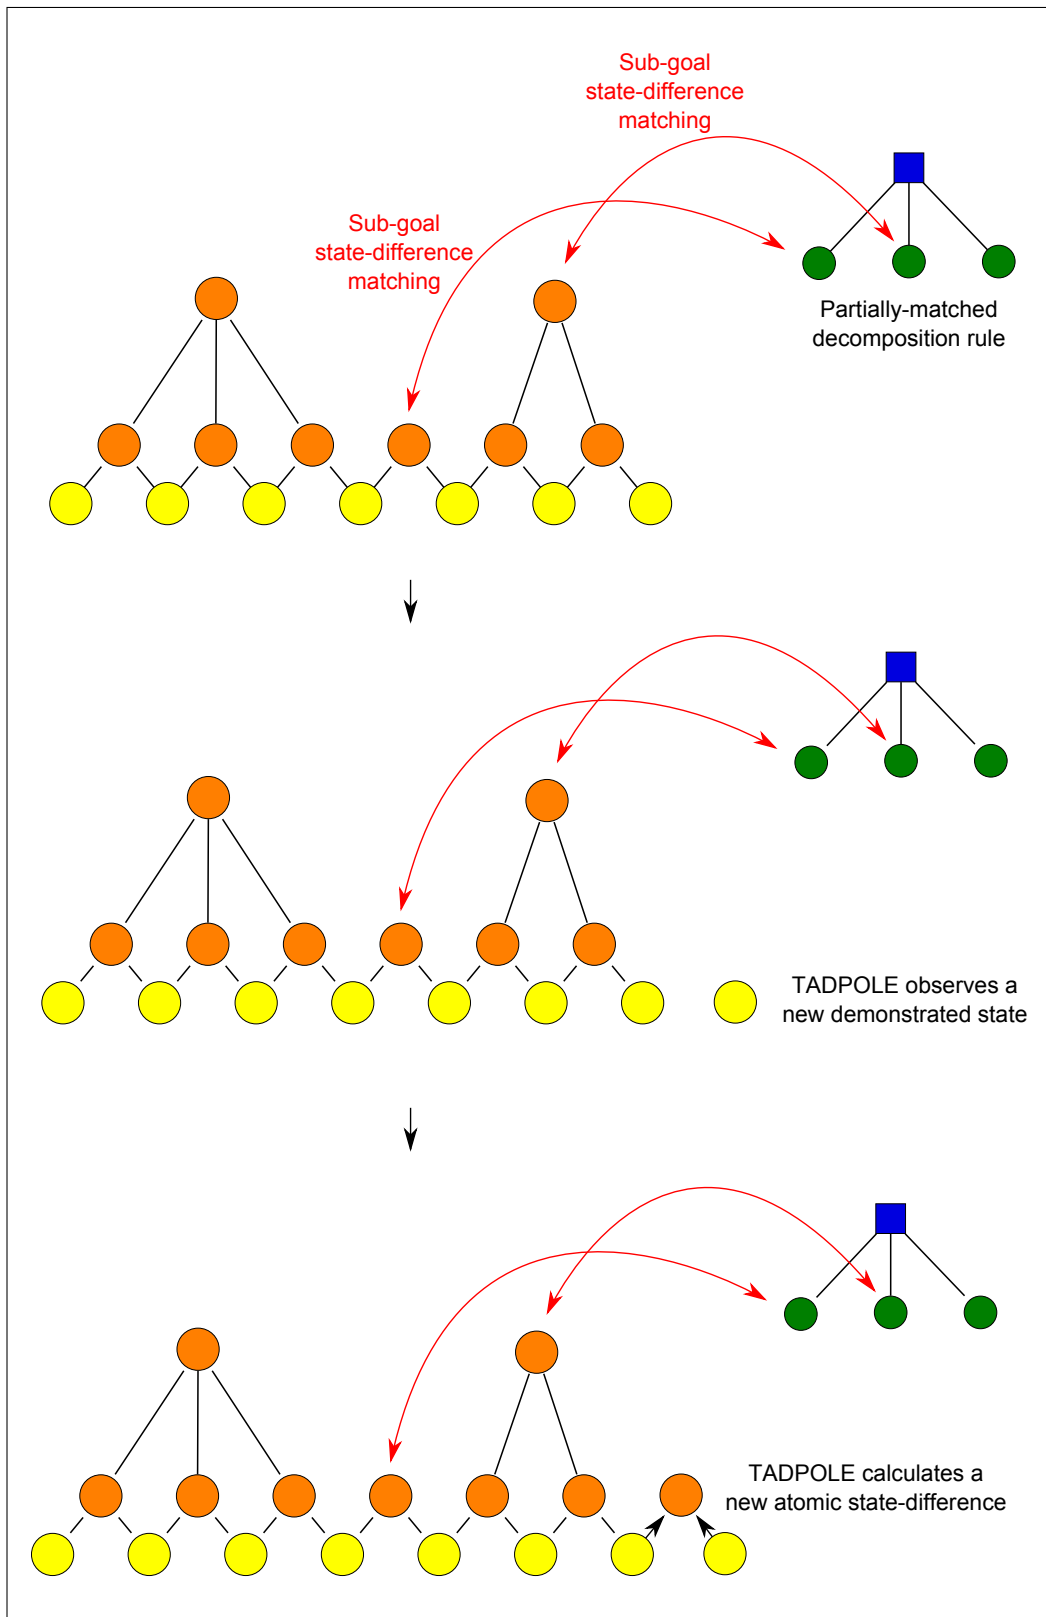 Sub-goal
state-difference
matching
Sub-goal
state-difference
matching
Partially-matched
decomposition rule
TADPOLE observes a
new demonstrated state
TADPOLE calculates a
new atomic state-difference